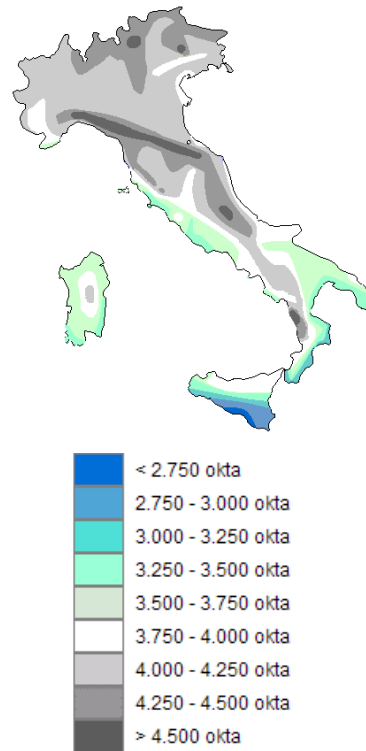 < 2.750 okta
2.750 - 3.000 okta
3.000 - 3.250 okta
3.250 - 3.500 okta
3.500 - 3.750 okta
3.750 - 4.000 okta
4.000 - 4.250 okta
4.250 - 4.500 okta
> 4.500 okta